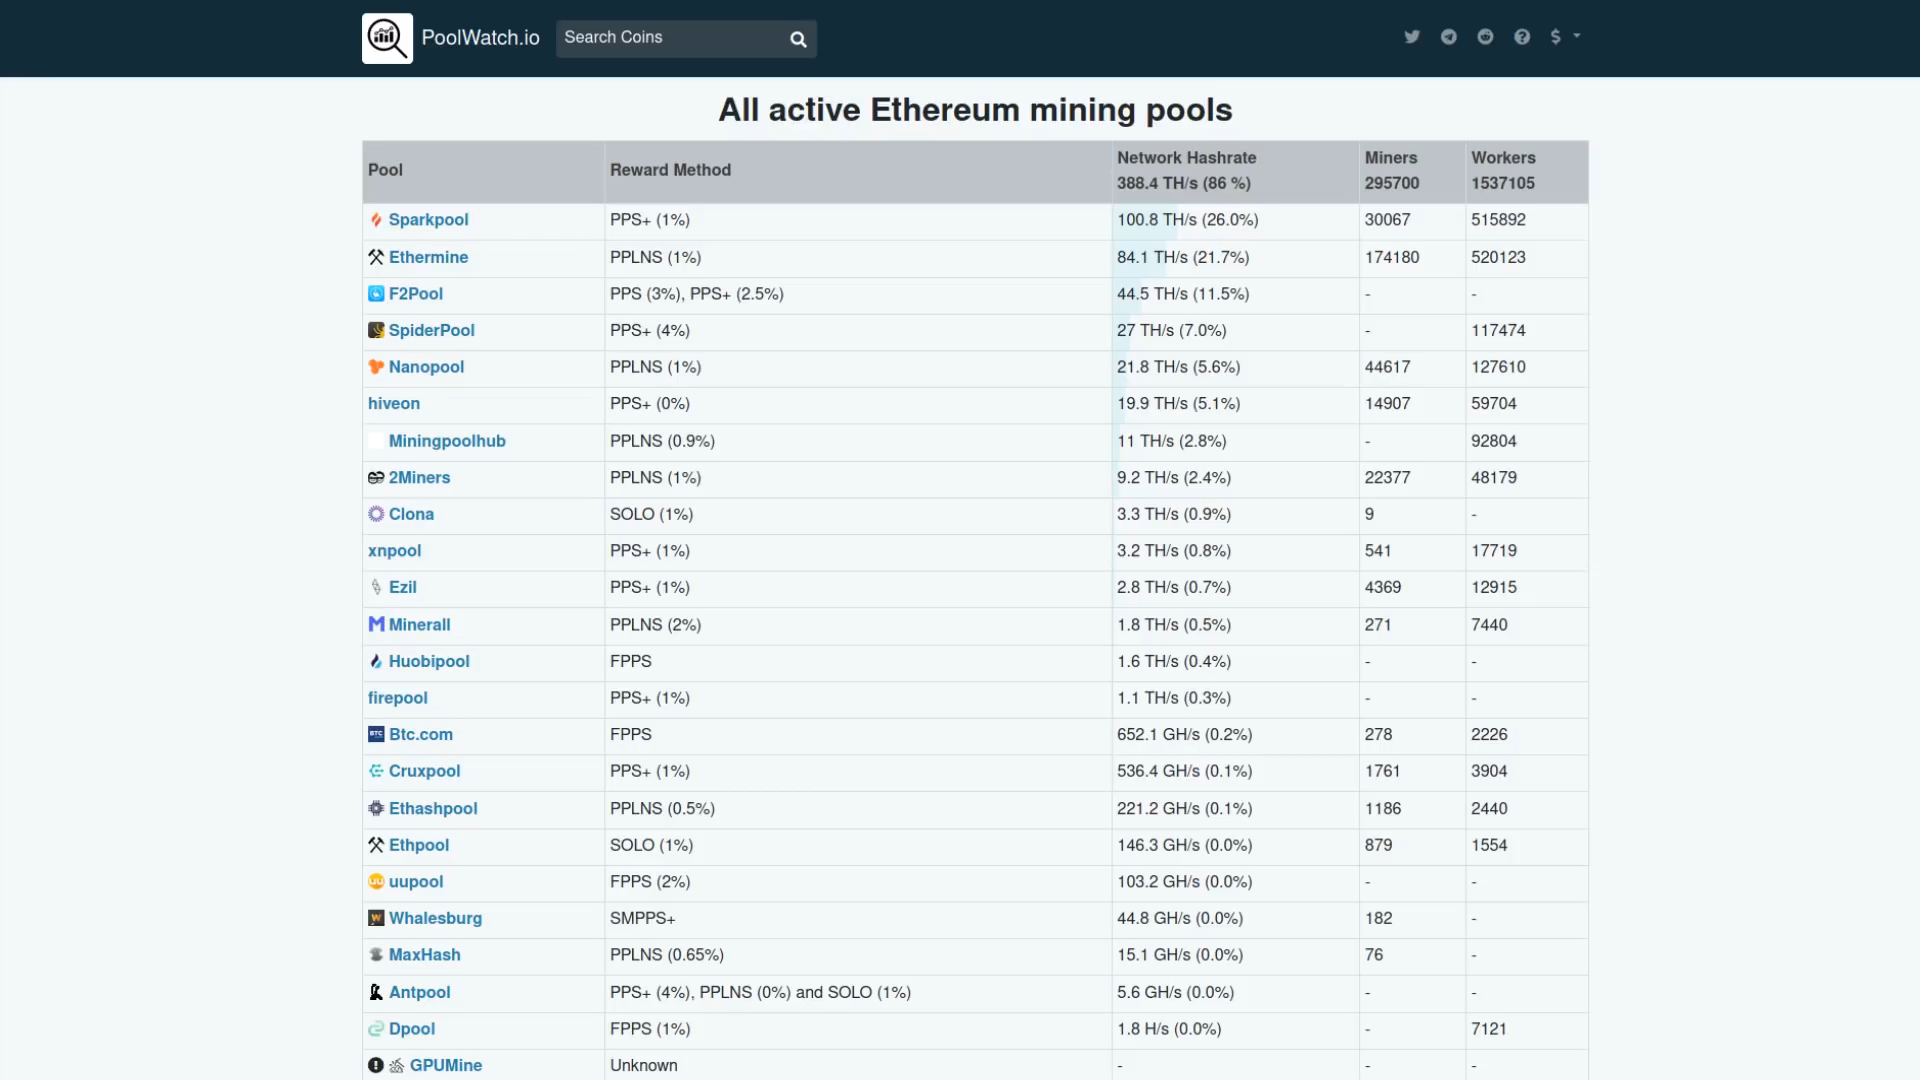 PoolWatch.io
Search Coins
$
All active Ethereum mining pools
Pool Reward Method Network Hashrate 388.4 TH/s (86 %) Miners 295700 Workers 1537105
Sparkpool PPS+ (1%) 100.8 TH/s (26.0%) 30067 515892
Ethermine PPLNS (1%) 84.1 TH/s (21.7%) 174180 520123
F2Pool PPS (3%), PPS+ (2.5%) 44.5 TH/s (11.5%) - -
SpiderPool PPS+ (4%) 27 TH/s (7.0%) - 117474
Nanopool PPLNS (1%) 21.8 TH/s (5.6%) 44617 127610
hiveon PPS+ (0%) 19.9 TH/s (5.1%) 14907 59704
Miningpoolhub PPLNS (0.9%) 11 TH/s (2.8%) - 92804
2Miners PPLNS (1%) 9.2 TH/s (2.4%) 22377 48179
Clona SOLO (1%) 3.3 TH/s (0.9%) 9 -
xnpool PPS+ (1%) 3.2 TH/s (0.8%) 541 17719
Ezil PPS+ (1%) 2.8 TH/s (0.7%) 4369 12915
Minerall PPLNS (2%) 1.8 TH/s (0.5%) 271 7440
Huobipool FPPS 1.6 TH/s (0.4%) - -
firepool PPS+ (1%) 1.1 TH/s (0.3%) - -
BTC Btc.com FPPS 652.1 GH/s (0.2%) 278 2226
Cruxpool PPS+ (1%) 536.4 GH/s (0.1%) 1761 3904
Ethashpool PPLNS (0.5%) 221.2 GH/s (0.1%) 1186 2440
Ethpool SOLO (1%) 146.3 GH/s (0.0%) 879 1554
uupool FPPS (2%) 103.2 GH/s (0.0%) - -
Whalesburg SMPPS+ 44.8 GH/s (0.0%) 182 -
MaxHash PPLNS (0.65%) 15.1 GH/s (0.0%) 76 -
Antpool PPS+ (4%), PPLNS (0%) and SOLO (1%) 5.6 GH/s (0.0%) - -
Dpool FPPS (1%) 1.8 H/s (0.0%) - 7121
GPUMine Unknown - - -